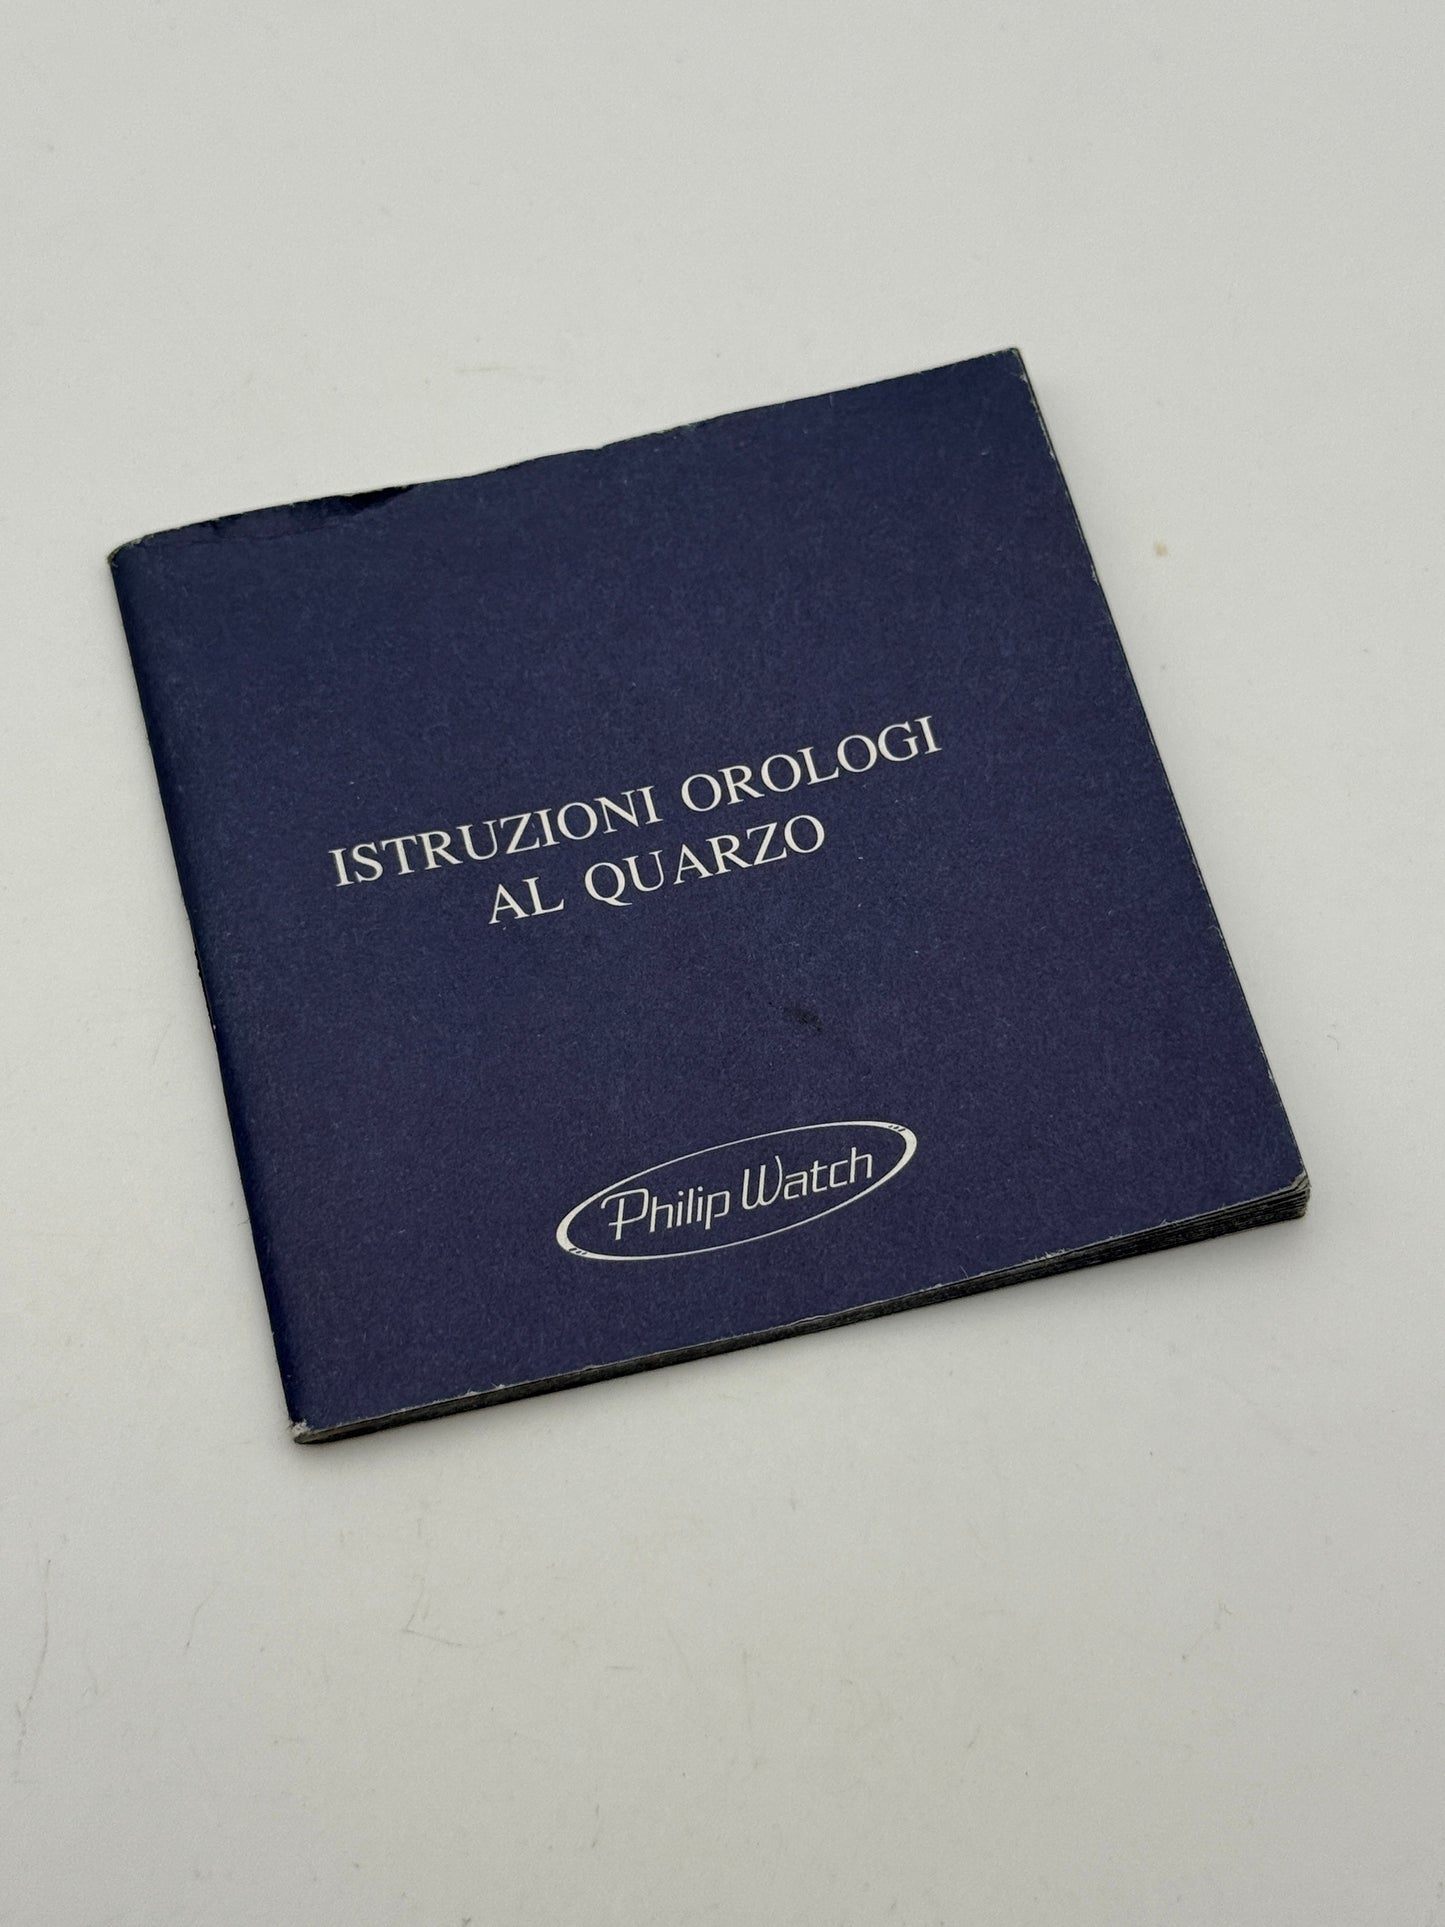 ISTRUZIONI OROLOGI
AL QUARZO
Philip Watch